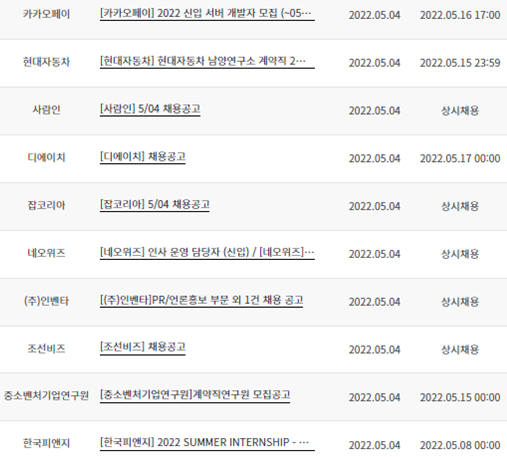 카카오페이 [카카오페이] 2022 신입 서버 개발자 모집 (~05… 2022.05.04 2022.05.16 17:00
현대자동차 [현대자동차] 현대자동차 남양연구소 계약직 2… 2022.05.04 2022.05.15 23:59
사람인 [사람인] 5/04 채용공고 2022.05.04 상시채용
디에이치 [디에이치] 채용공고 2022.05.04 2022.05.17 00:00
잡코리아 [잡코리아] 5/04 채용공고 2022.05.04 상시채용
네오위즈 [네오위즈] 인사 운영 담당자 (신입) / [네오위즈]… 2022.05.04 상시채용
(주)인벤타 [(주)인벤타]PR/언론홍보 부문 외 1건 채용 공고 2022.05.04 상시채용
조선비즈 [조선비즈] 채용공고 2022.05.04 상시채용
중소벤처기업연구원 [중소벤처기업연구원]계약직연구원 모집공고 2022.05.04 2022.05.15 00:00
한국피앤지 [한국피앤지] 2022 SUMMER INTERNSHIP - … 2022.05.04 2022.05.08 00:00